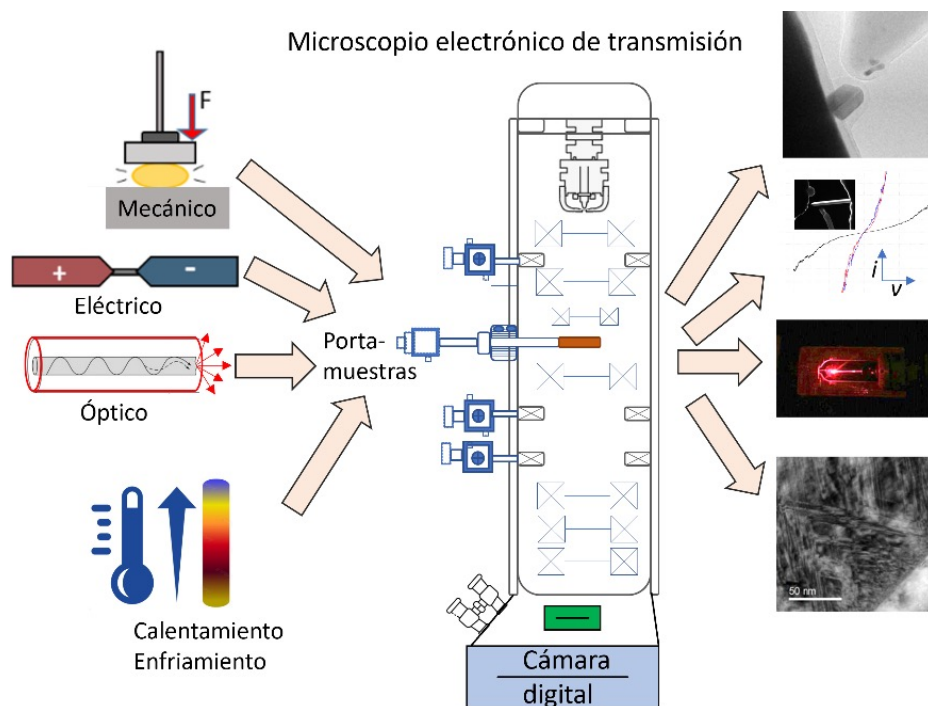 Microscopio electrónico de transmisión
F
Mecánico
+
-
Eléctrico
Óptico
Calentamiento
Enfriamiento
Porta-
muestras
Cámara
digital
i
v
50 nm